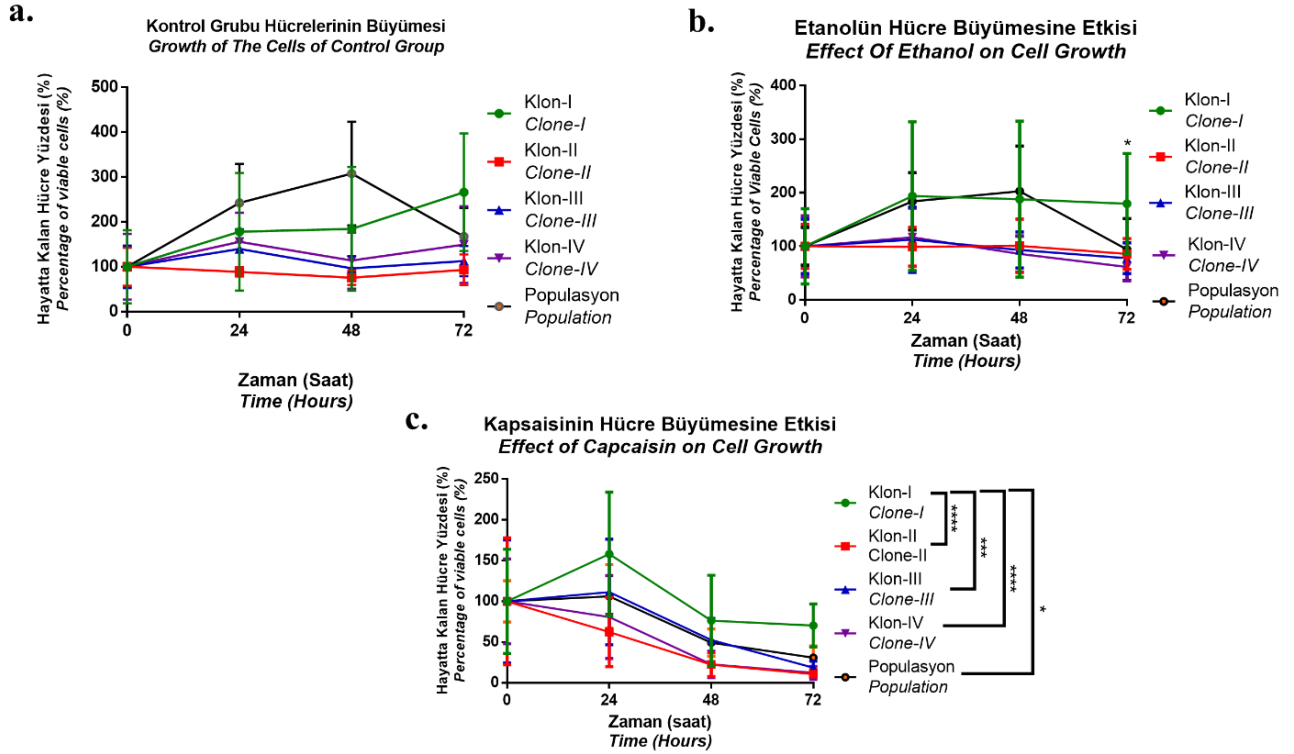 a.
Kontrol Grubu Hücrelerinin Büyümesi
Growth of The Cells of Control Group
Hayatta Kalan Hücre Yüzdesi (%)
Percentage of viable cells (%)
500
400
300
200
100
0
0
24
48
72
Zaman (Saat)
Time (Hours)
Klon-I
Clone-I
Klon-II
Clone-II
Klon-III
Clone-III
Klon-IV
Clone-IV
Populasyon
Population
b.
Etanolün Hücre Büyümesine Etkisi
Effect Of Ethanol on Cell Growth
Hayatta Kalan Hücre Yüzdesi (%)
Percentage of Viable Cells (%)
400
300
200
100
0
*
0
24
48
72
Zaman (Saat)
Time (Hours)
Klon-I
Clone-I
Klon-II
Clone-II
Klon-III
Clone-III
Klon-IV
Clone-IV
Populasyon
Population
c.
Kapsaisinin Hücre Büyümesine Etkisi
Effect of Capcaisin on Cell Growth
Hayatta Kalan Hücre Yüzdesi (%)
Percentage of viable cells (%)
250
200
150
100
50
0
0
24
48
72
Zaman (saat)
Time (Hours)
Klon-I
Clone-I
Klon-II
Clone-II
Klon-III
Clone-III
Klon-IV
Clone-IV
Populasyon
Population
****
***
****
*